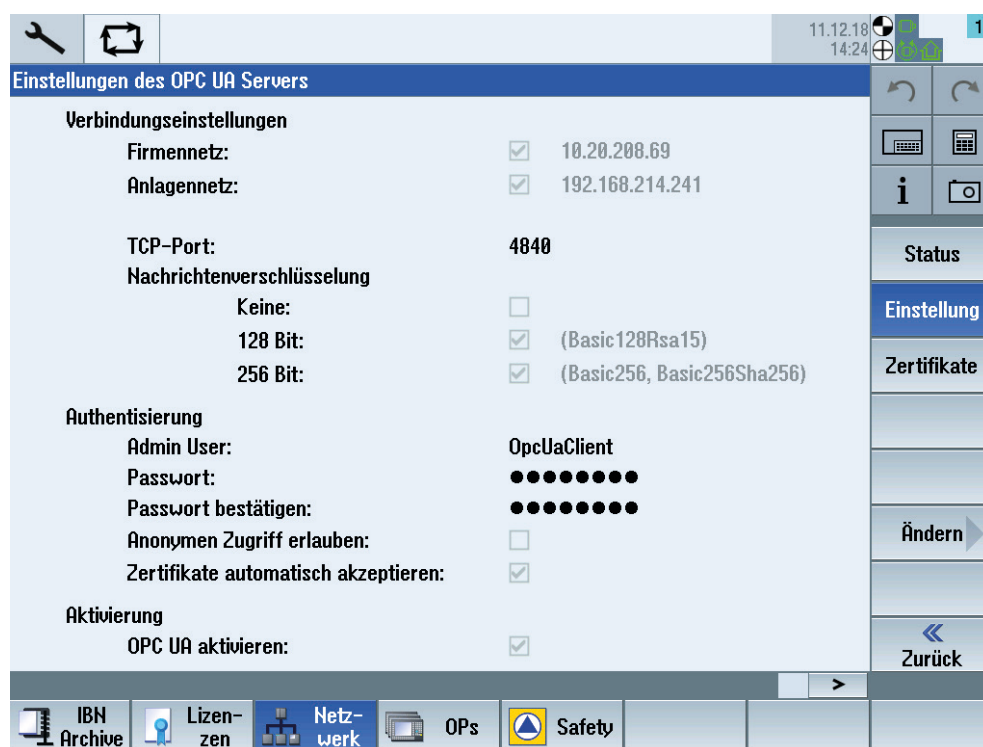 11.12.18
14:24
1
Einstellungen des OPC UA Servers
Verbindungseinstellungen
Firmennetz: 10.20.208.69
Anlagennetz: 192.168.214.241
TCP-Port: 4840
Nachrichtenverschlüsselung
Keine:
128 Bit: (Basic128Rsa15)
256 Bit: (Basic256, Basic256Sha256)
Authentisierung
Admin User: OpcUaClient
Passwort: ●●●●●●●●
Passwort bestätigen: ●●●●●●●●
Anonymen Zugriff erlauben:
Zertifikate automatisch akzeptieren:
Aktivierung
OPC UA aktivieren:
i
Status
Einstellung
Zertifikate
Ändern
Zurück
>
IBN
Archive
Lizen-
zen
Netz-
werk
OPs
Safety